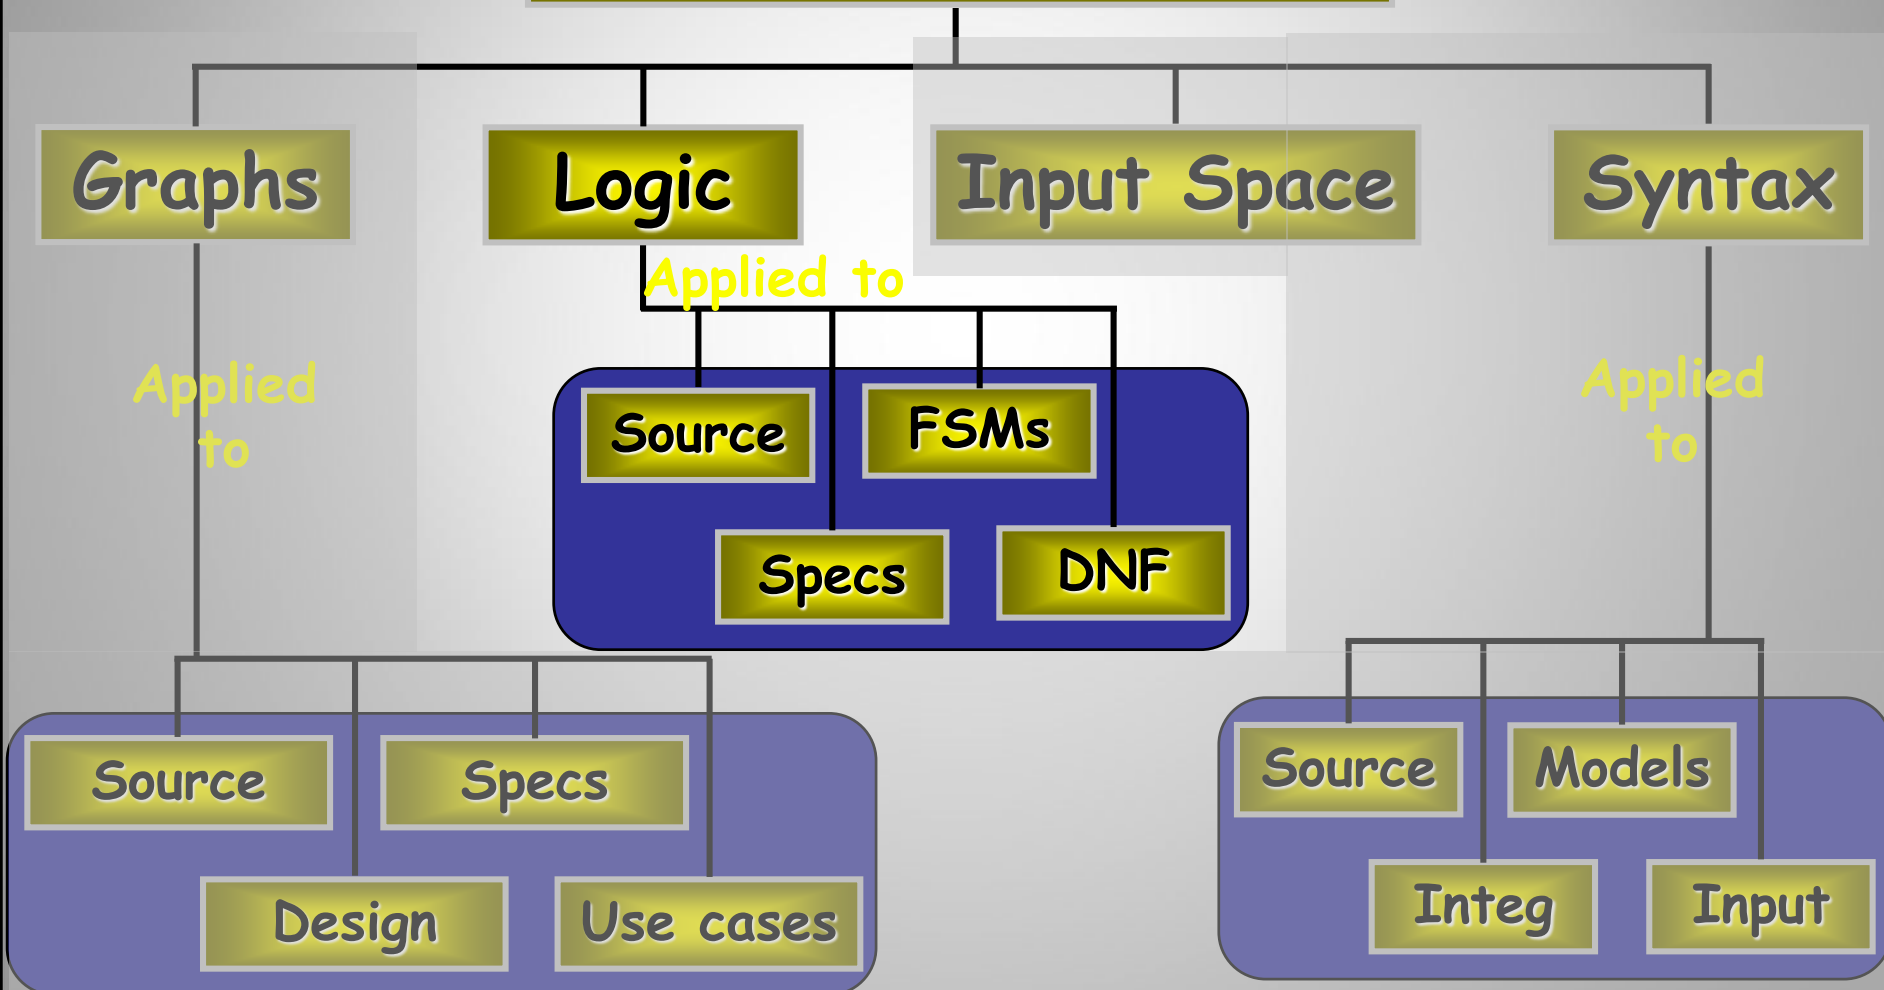 Graphs
Logic
Input Space
Syntax
Applied to
Applied
to
Applied
to
Source
FSMs
Specs
DNF
Source
Specs
Design
Use cases
Source
Models
Integ
Input